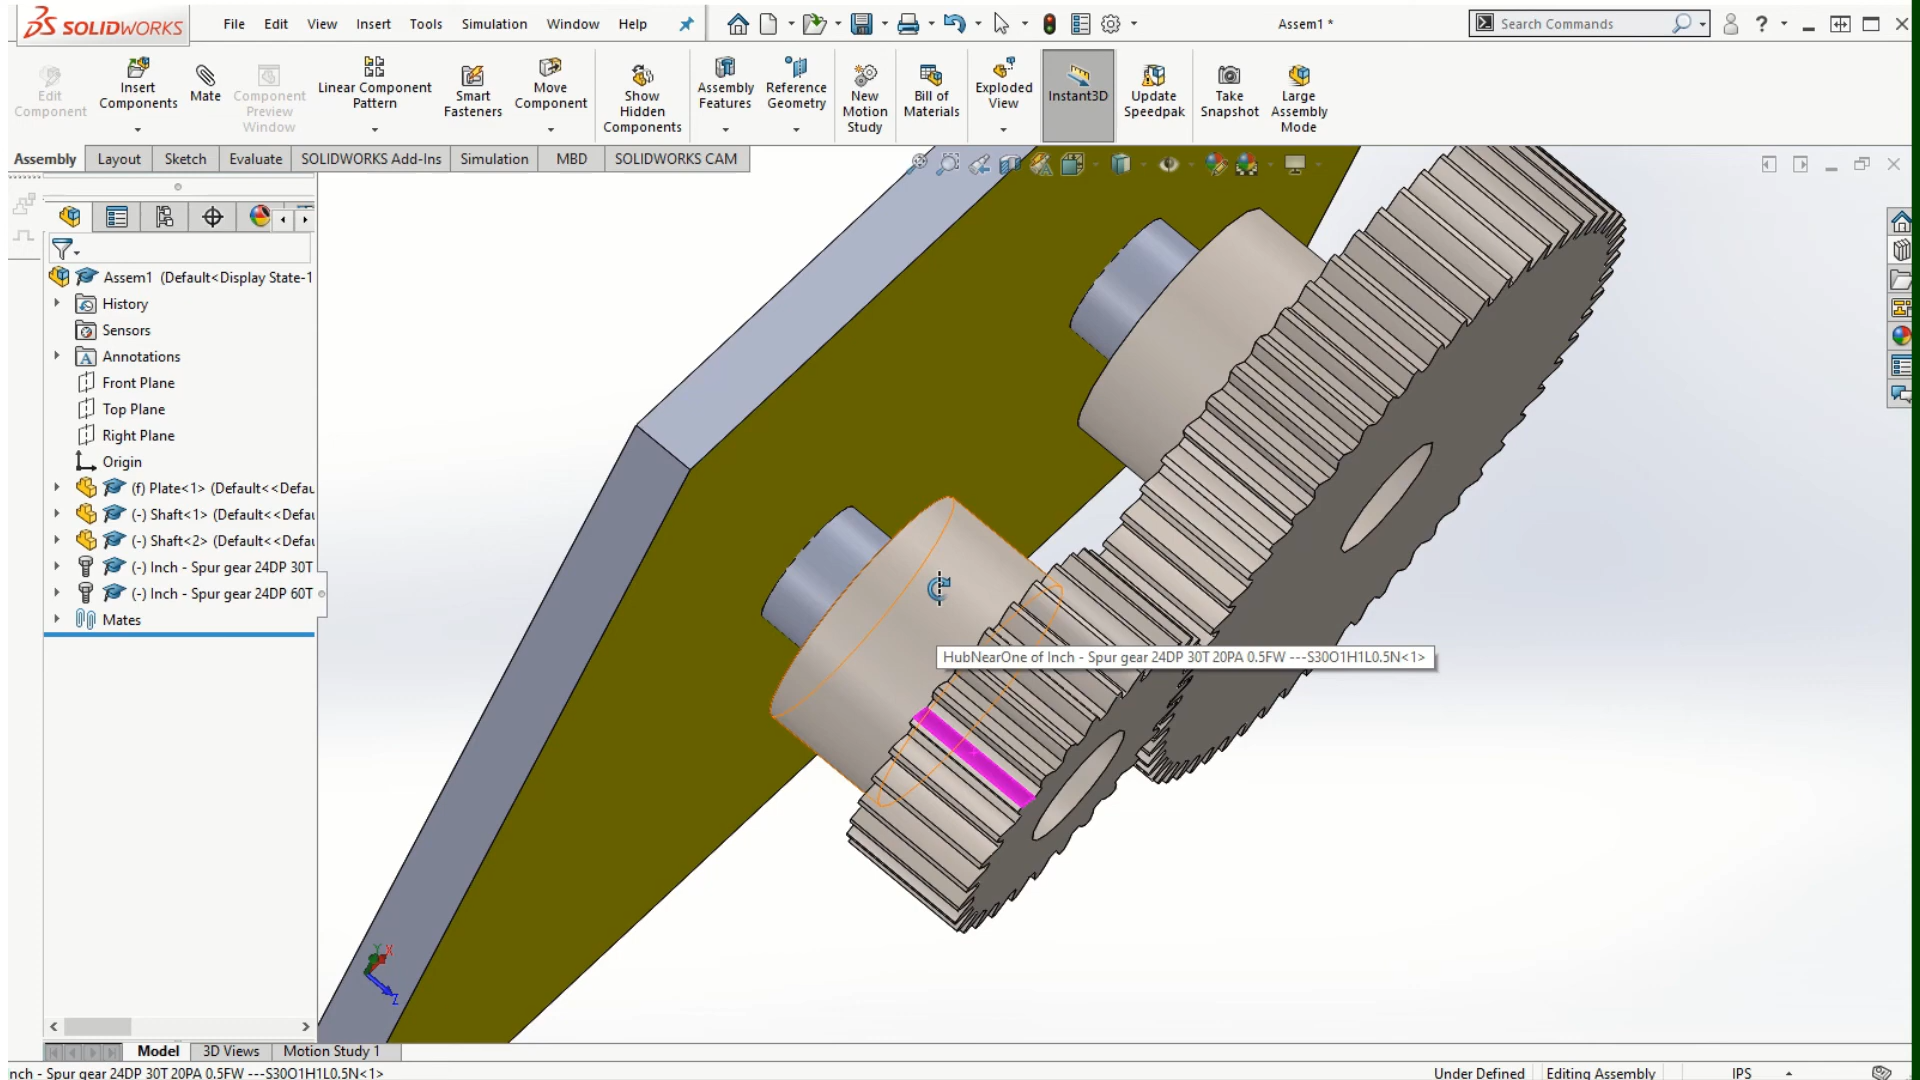 SOLIDWORKS
File Edit View Insert Tools Simulation Window Help
Assem1 *
Search Commands
Edit Component
Insert Components
Mate
Component Preview Window
Linear Component Pattern
Smart Fasteners
Move Component
Show Hidden Components
Assembly Features
Reference Geometry
New Motion Study
Bill of Materials
Exploded View
Instant3D
Update Speedpak
Take Snapshot
Large Assembly Mode
Assembly Layout Sketch Evaluate SOLIDWORKS Add-Ins Simulation MBD SOLIDWORKS CAM
Assem1 (Default<Display State-1
History
Sensors
Annotations
Front Plane
Top Plane
Right Plane
Origin
(f) Plate<1> (Default<<Defau
(-) Shaft<1> (Default<<Defau
(-) Shaft<2> (Default<<Defau
(-) Inch - Spur gear 24DP 30T
(-) Inch - Spur gear 24DP 60T
Mates
HubNearOne of Inch - Spur gear 24DP 30T 20PA 0.5FW ---S30O1H1L0.5N<1>
Y X
Z
Model 3D Views Motion Study 1
nch - Spur gear 24DP 30T 20PA 0.5FW ---S30O1H1L0.5N<1>
Under Defined Editing Assembly IPS